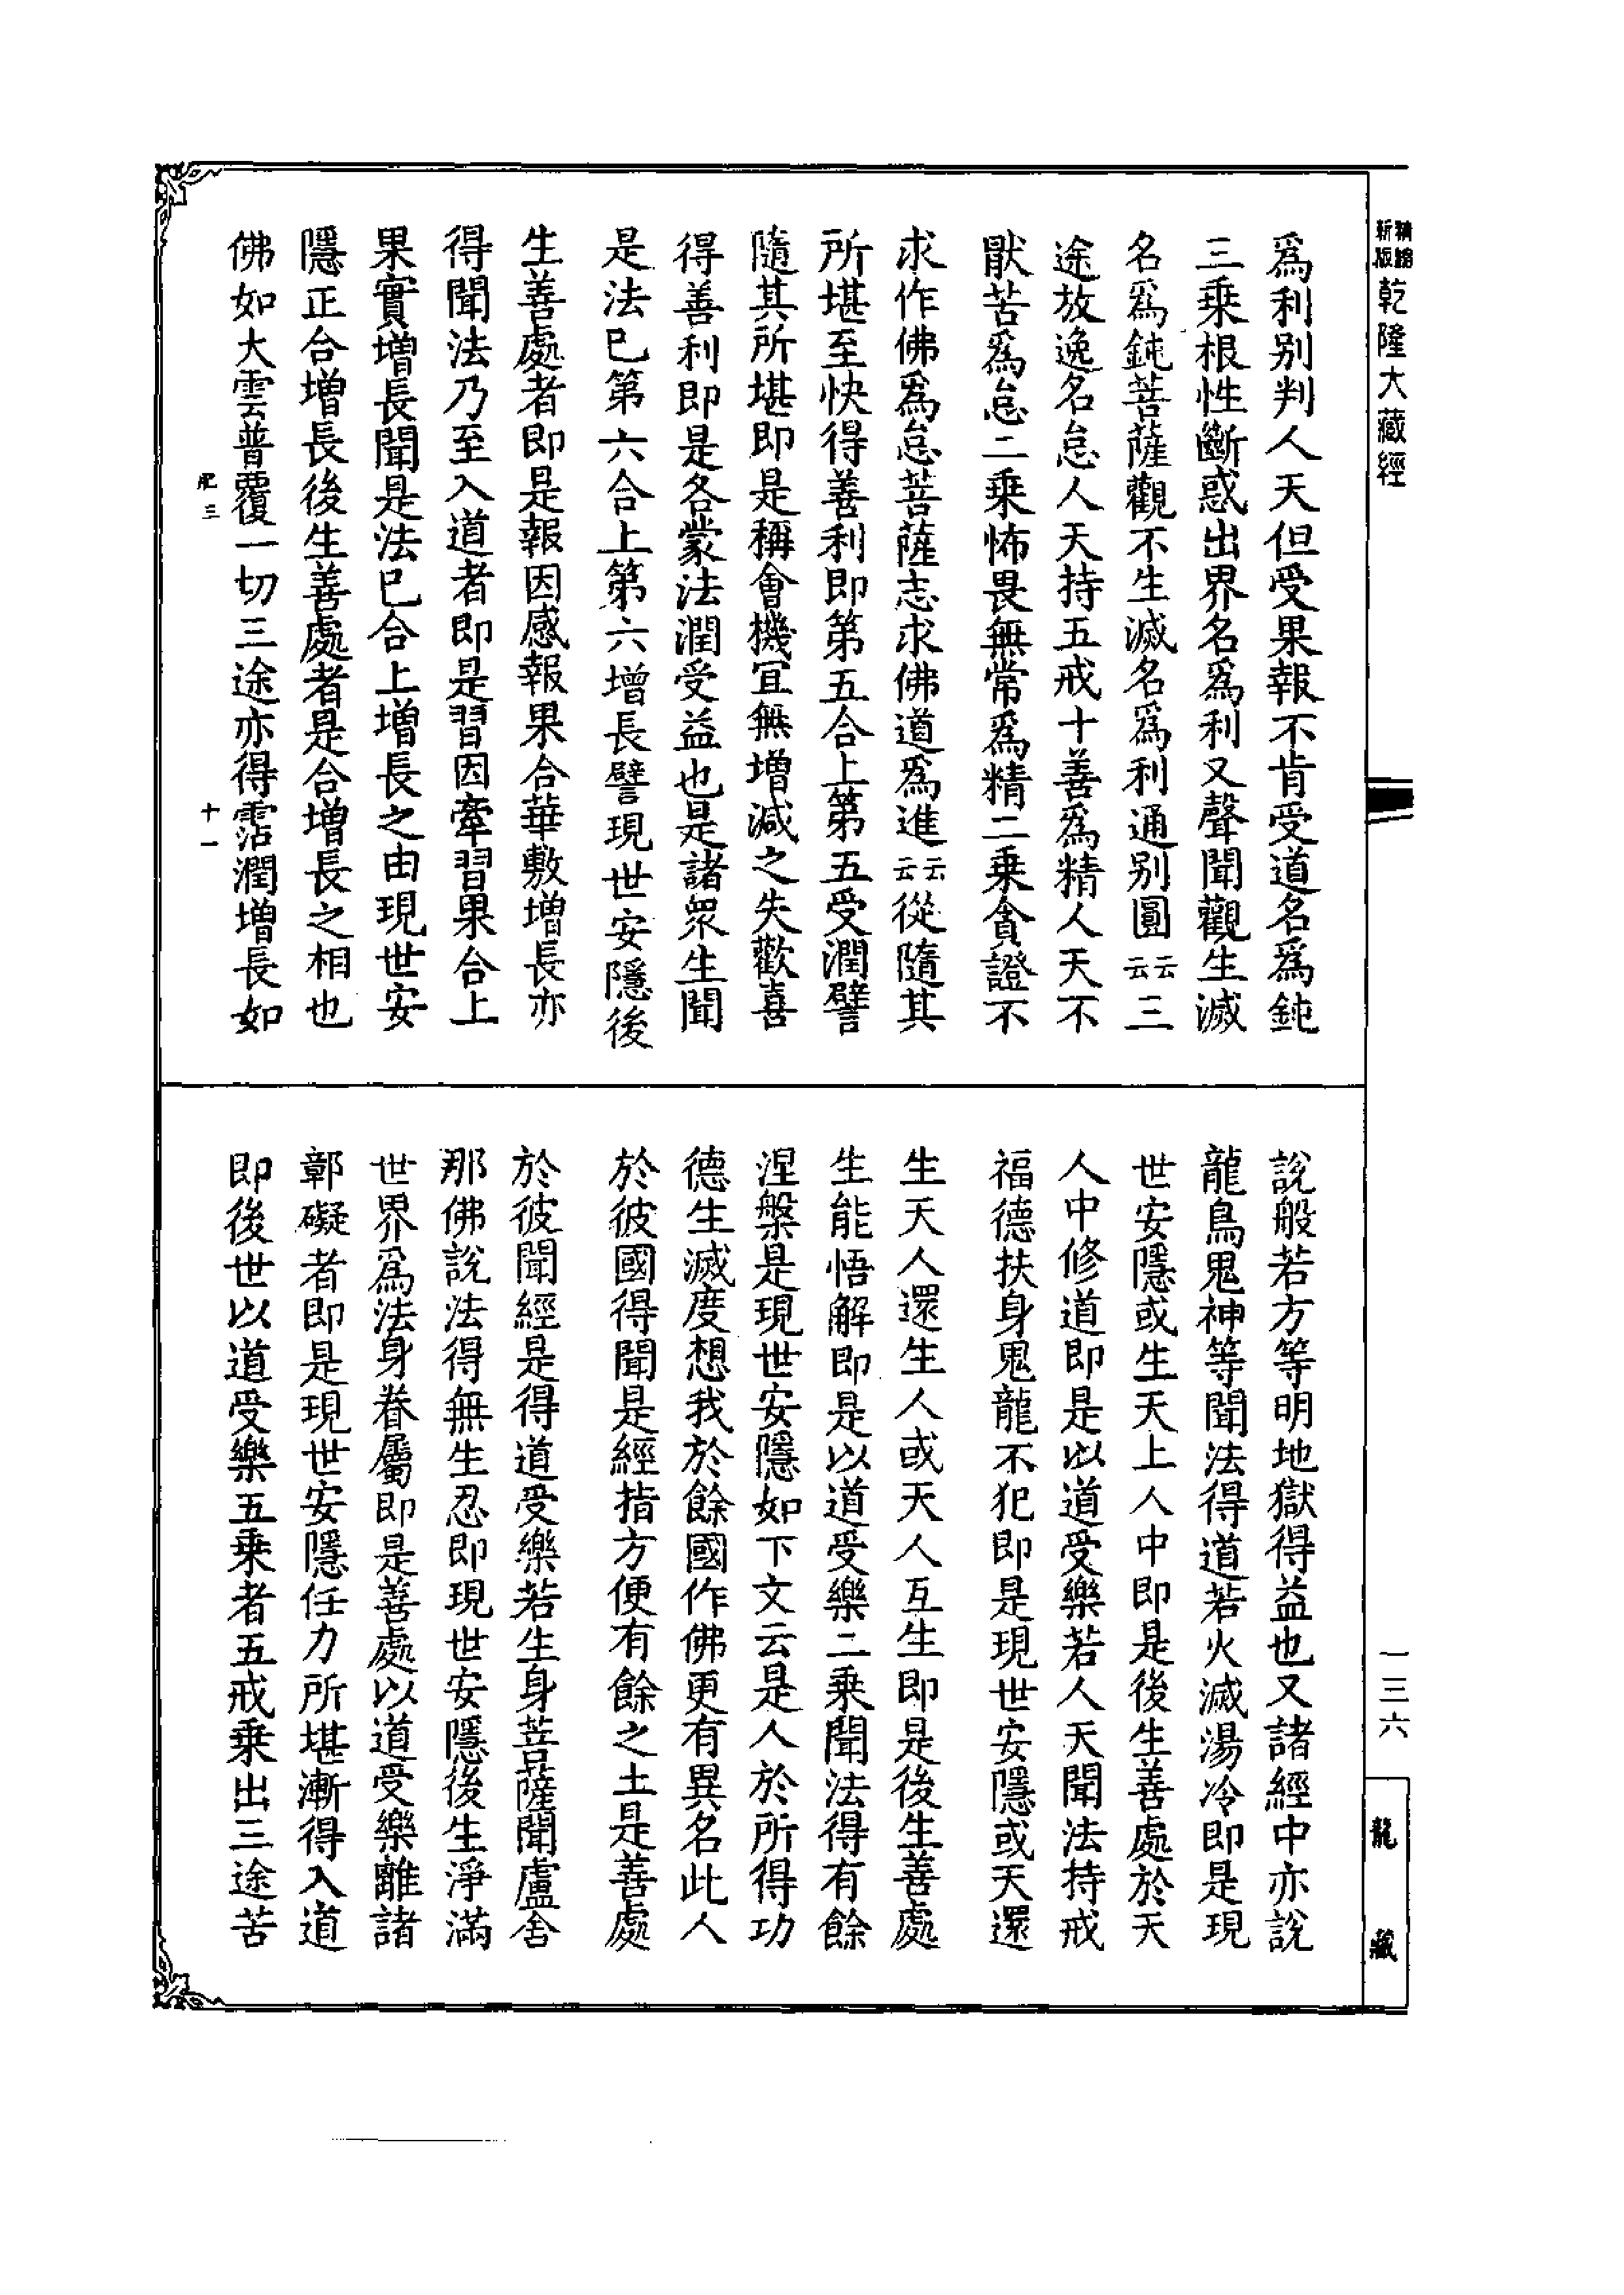 新版
精縮
乾隆大藏經
一三六
龍藏
爲利別判人天但受果報不肯受道名爲鈍
三乗根性斷惑出界名爲利又聲聞觀生滅
名爲鈍菩薩觀不生滅名爲利通別圓云云三
途放逸名怠人天持五戒十善爲精人天不
猒苦爲怠二乗怖畏無常爲精二乗貪證不
求作佛爲怠菩薩志求佛道爲進云云從隨其
所堪至快得善利即第五合上第五受潤譬
隨其所堪即是稱會機宜無增減之失歡喜
得善利即是各蒙法潤受益也是諸眾生聞
是法已第六合上第六增長譬現世安隱後
生善處者即是報因感報果合華敷增長亦
得聞法乃至入道者即是習因牽習果合上
果實增長聞是法已合上增長之由現世安
隱正合增長後生善處者是合增長之相也
佛如大雲普覆一切三途亦得霑潤增長如
肥三
十一
說般若方等明地獄得益也又諸經中亦說
龍鳥鬼神等聞法得道若火滅湯冷即是現
世安隱或生天上人中即是後生善處於天
人中修道即是以道受樂若人天聞法持戒
福德扶身鬼龍不犯即是現世安隱或天還
生天人還生人或天人互生即是後生善處
生能悟解即是以道受樂二乗聞法得有餘
涅槃是現世安隱如下文云是人於所得功
德生滅度想我於餘國作佛更有異名此人
於彼國得聞是經指方便有餘之土是善處
於彼聞經是得道受樂若生身菩薩聞盧舍
那佛說法得無生忍即現世安隱後生淨滿
世界爲法身眷屬即是善處以道受樂離諸
鄣礙者即是現世安隱任力所堪漸得入道
即後世以道受樂五乗者五戒乗出三途苦